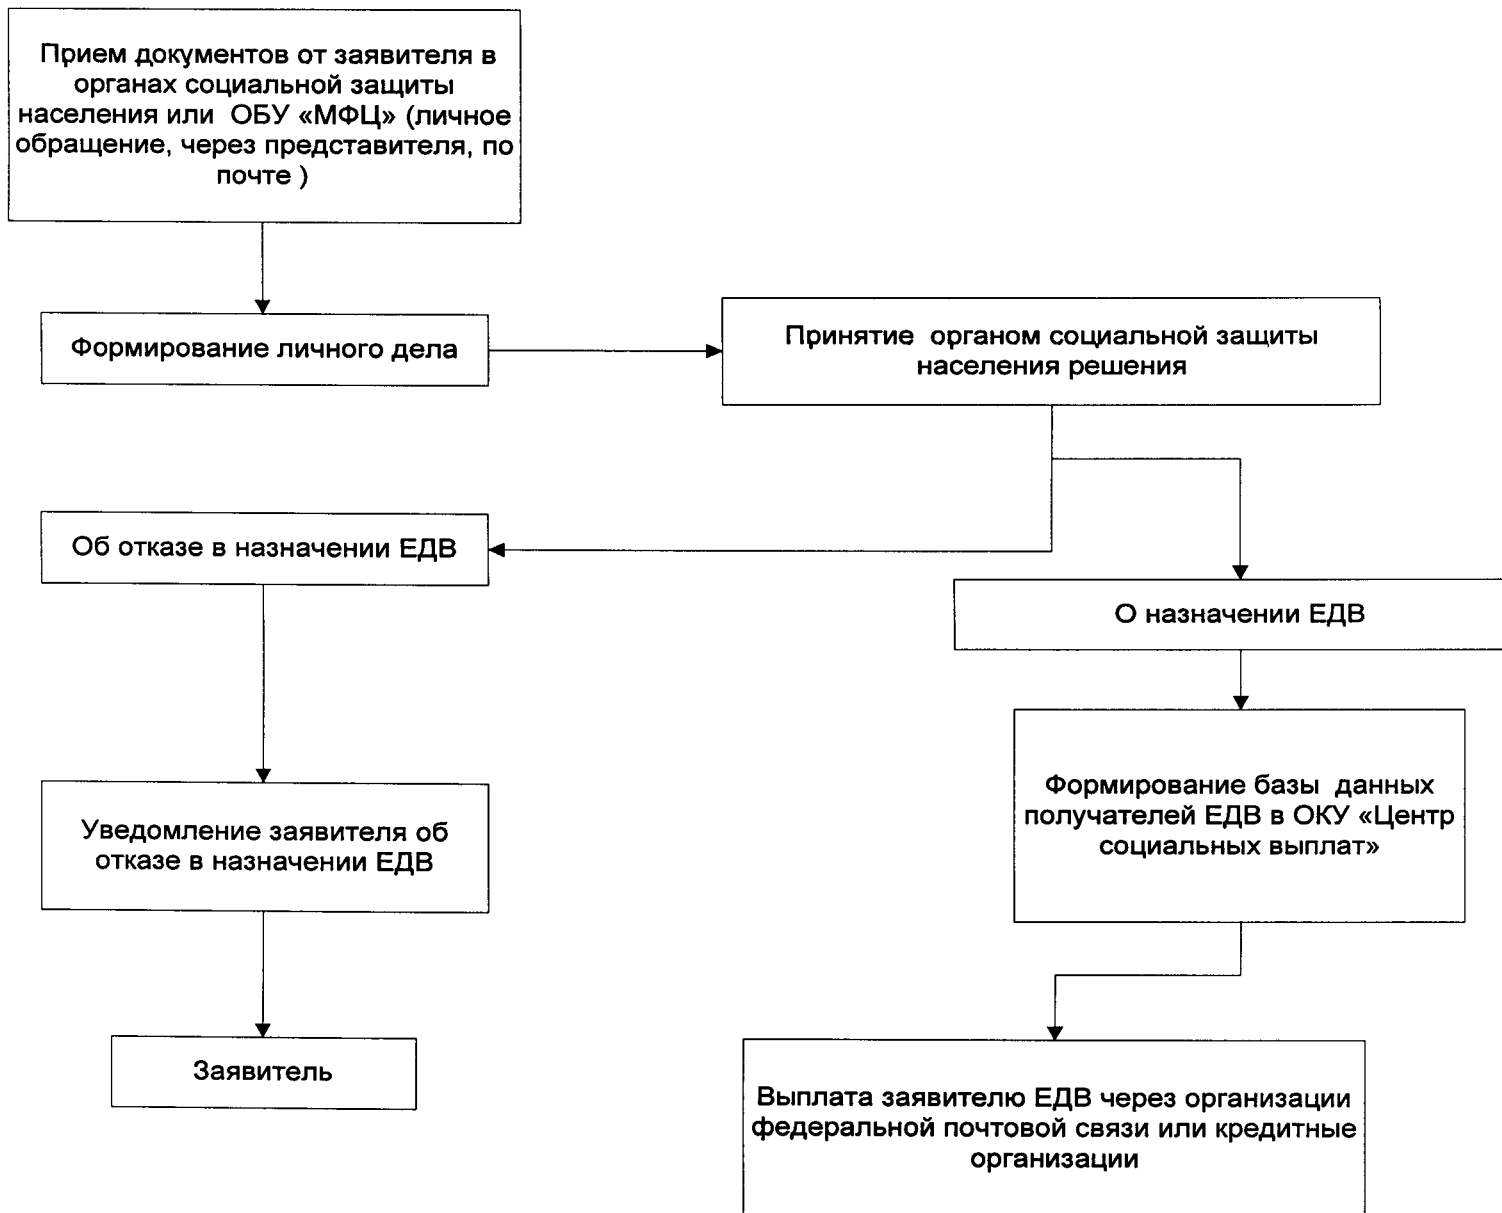 Прием документов от заявителя в
органах социальной защиты
населения или ОБУ «МФЦ» (личное
обращение, через представителя, по
почте )
Формирование личного дела
Принятие органом социальной защиты
населения решения
Об отказе в назначении ЕДВ
О назначении ЕДВ
Уведомление заявителя об
отказе в назначении ЕДВ
Формирование базы данных
получателей ЕДВ в ОКУ «Центр
социальных выплат»
Заявитель
Выплата заявителю ЕДВ через организации
федеральной почтовой связи или кредитные
организации